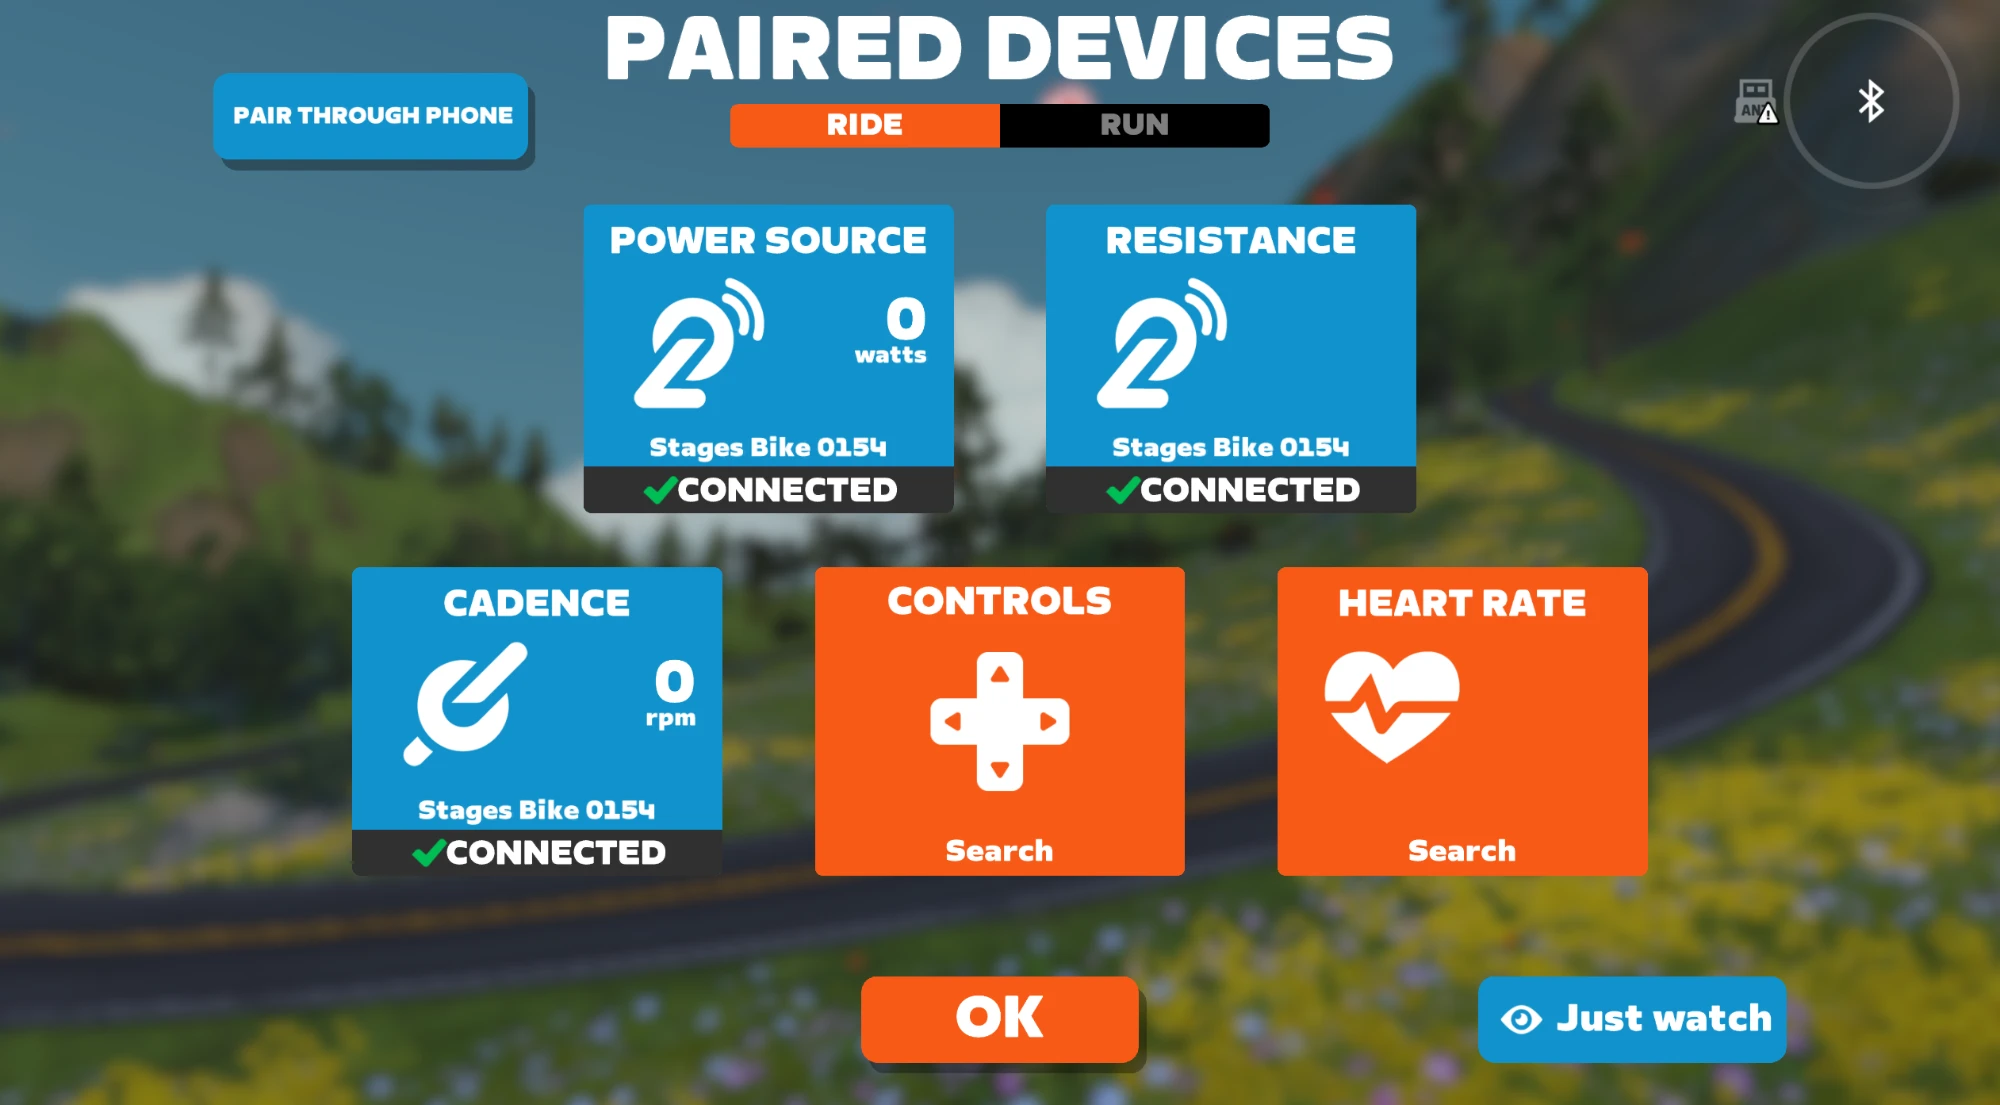 PAIRED DEVICES
PAIR THROUGH PHONE
RIDE
RUN
ANT
POWER SOURCE
0
watts
Stages Bike 0154
CONNECTED
RESISTANCE
Stages Bike 0154
CONNECTED
CADENCE
0
rpm
Stages Bike 0154
CONNECTED
CONTROLS
Search
HEART RATE
Search
OK
Just watch